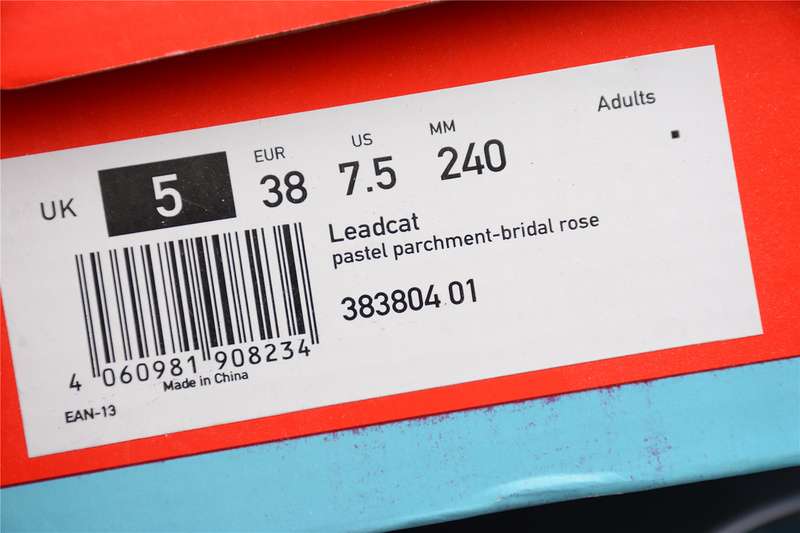 Adults
UK 5 EUR 38 US 7.5 MM 240
Leadcat
pastel parchment-bridal rose
383804 01
4 060981 908234
Made in China
EAN-13